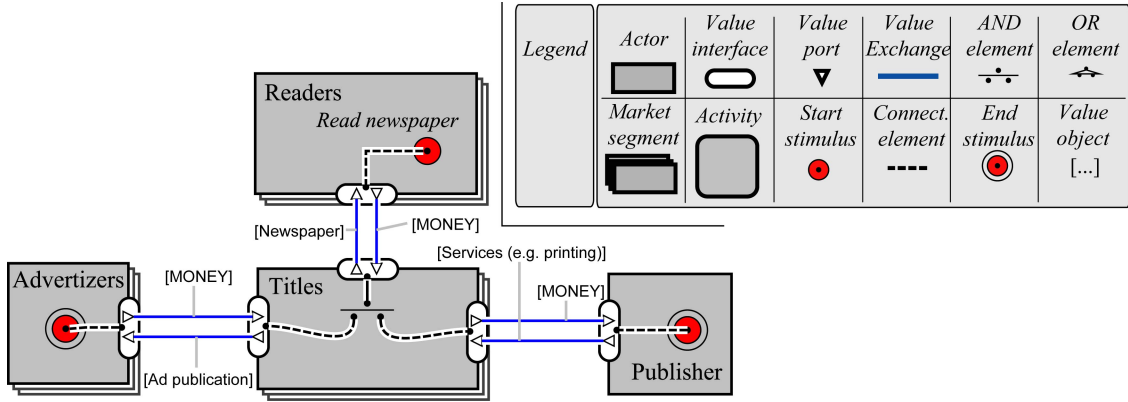 Legend
Actor
Value interface
Value port
Value Exchange
AND element
OR element
Market segment
Activity
Start stimulus
Connect. element
End stimulus
Value object
[...]
Readers
Read newspaper
[Newspaper]
[MONEY]
[Services (e.g. printing)]
Advertizers
[MONEY]
Titles
[MONEY]
[Ad publication]
Publisher